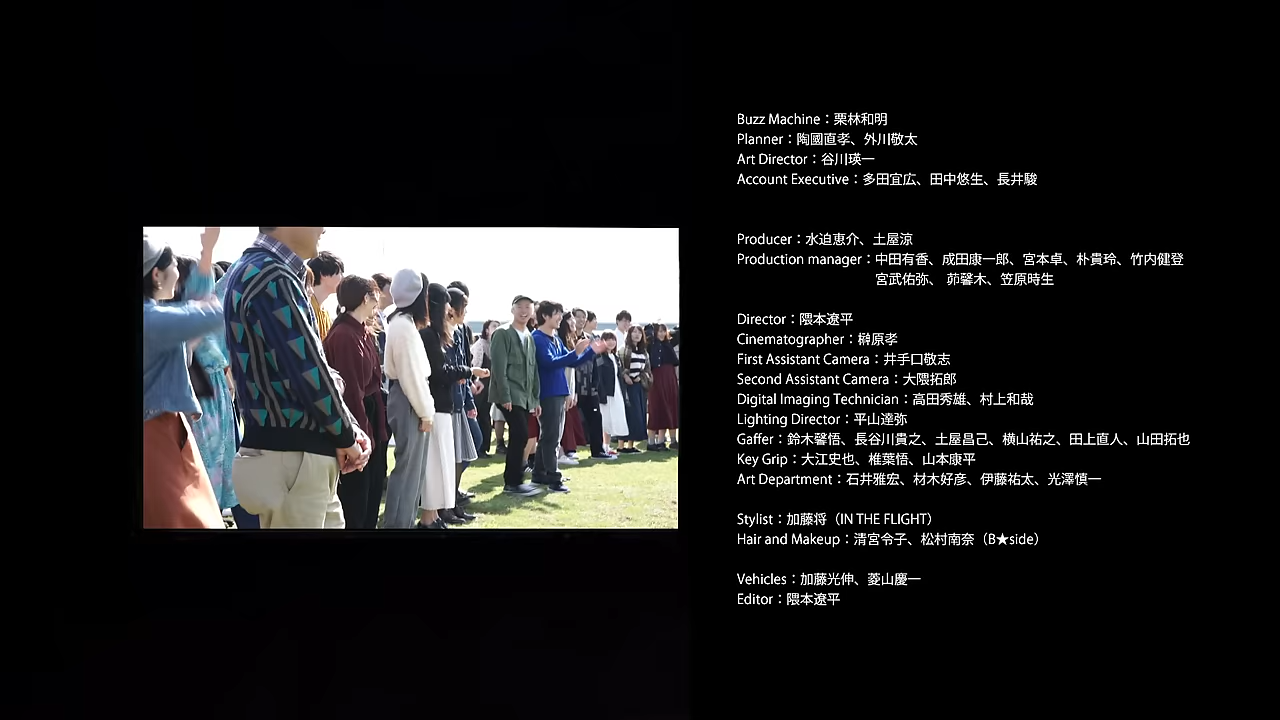 Buzz Machine：栗林和明
Planner：陶國直孝、外川敬太
Art Director：谷川瑛一
Account Executive：多田宜広、田中悠生、長井駿
Producer：水迫恵介、土屋涼
Production manager：中田有香、成田康一郎、宮本卓、朴貴玲、竹内健登
宮武佑弥、 茆馨木、笠原時生
Director：隈本遼平
Cinematographer：榊原孝
First Assistant Camera：井手口敬志
Second Assistant Camera：大隈拓郎
Digital Imaging Technician：高田秀雄、村上和哉
Lighting Director：平山達弥
Gaffer：鈴木馨悟、長谷川貴之、土屋昌己、横山祐之、田上直人、山田拓也
Key Grip：大江史也、椎葉悟、山本康平
Art Department：石井雅宏、材木好彦、伊藤祐太、光澤慎一
Stylist：加藤将（IN THE FLIGHT）
Hair and Makeup：清宮令子、松村南奈（B★side）
Vehicles：加藤光伸、菱山慶一
Editor：隈本遼平